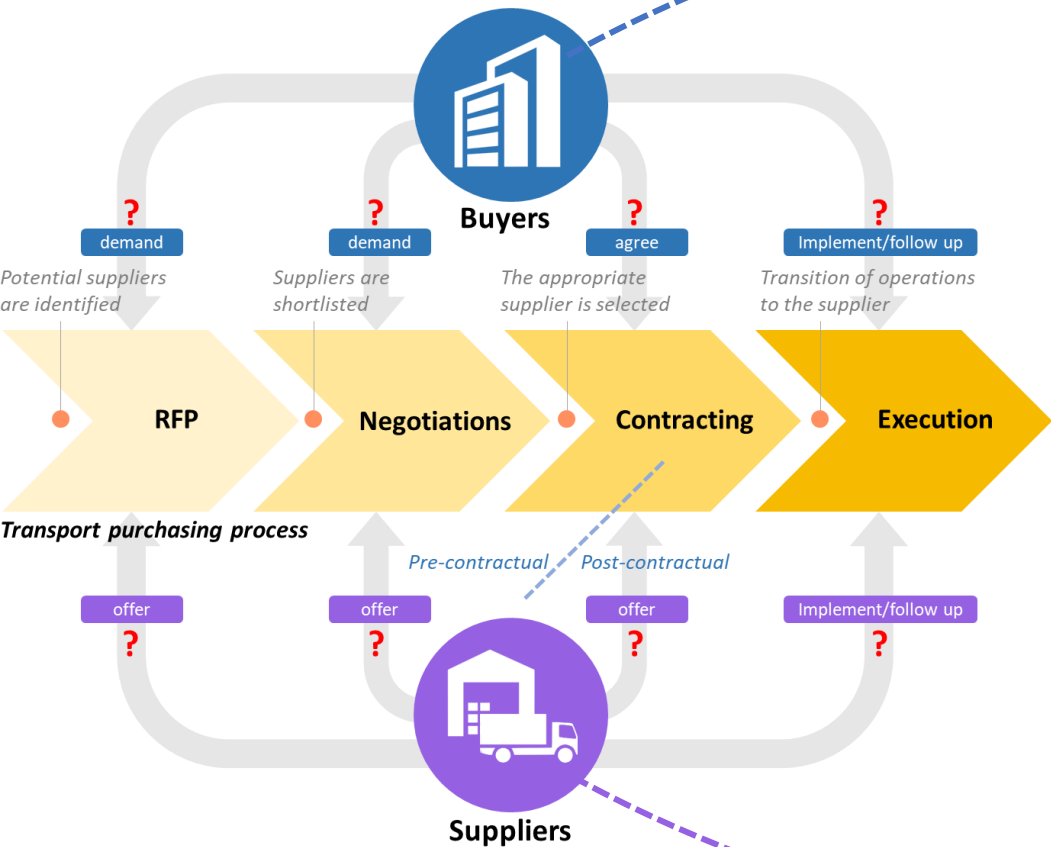 Buyers
?
?
?
?
demand
demand
agree
Implement/follow up
Potential suppliers
are identified
Suppliers are
shortlisted
The appropriate
supplier is selected
Transition of operations
to the supplier
RFP
Negotiations
Contracting
Execution
Transport purchasing process
Pre-contractual
Post-contractual
offer
offer
offer
Implement/follow up
?
?
?
?
Suppliers